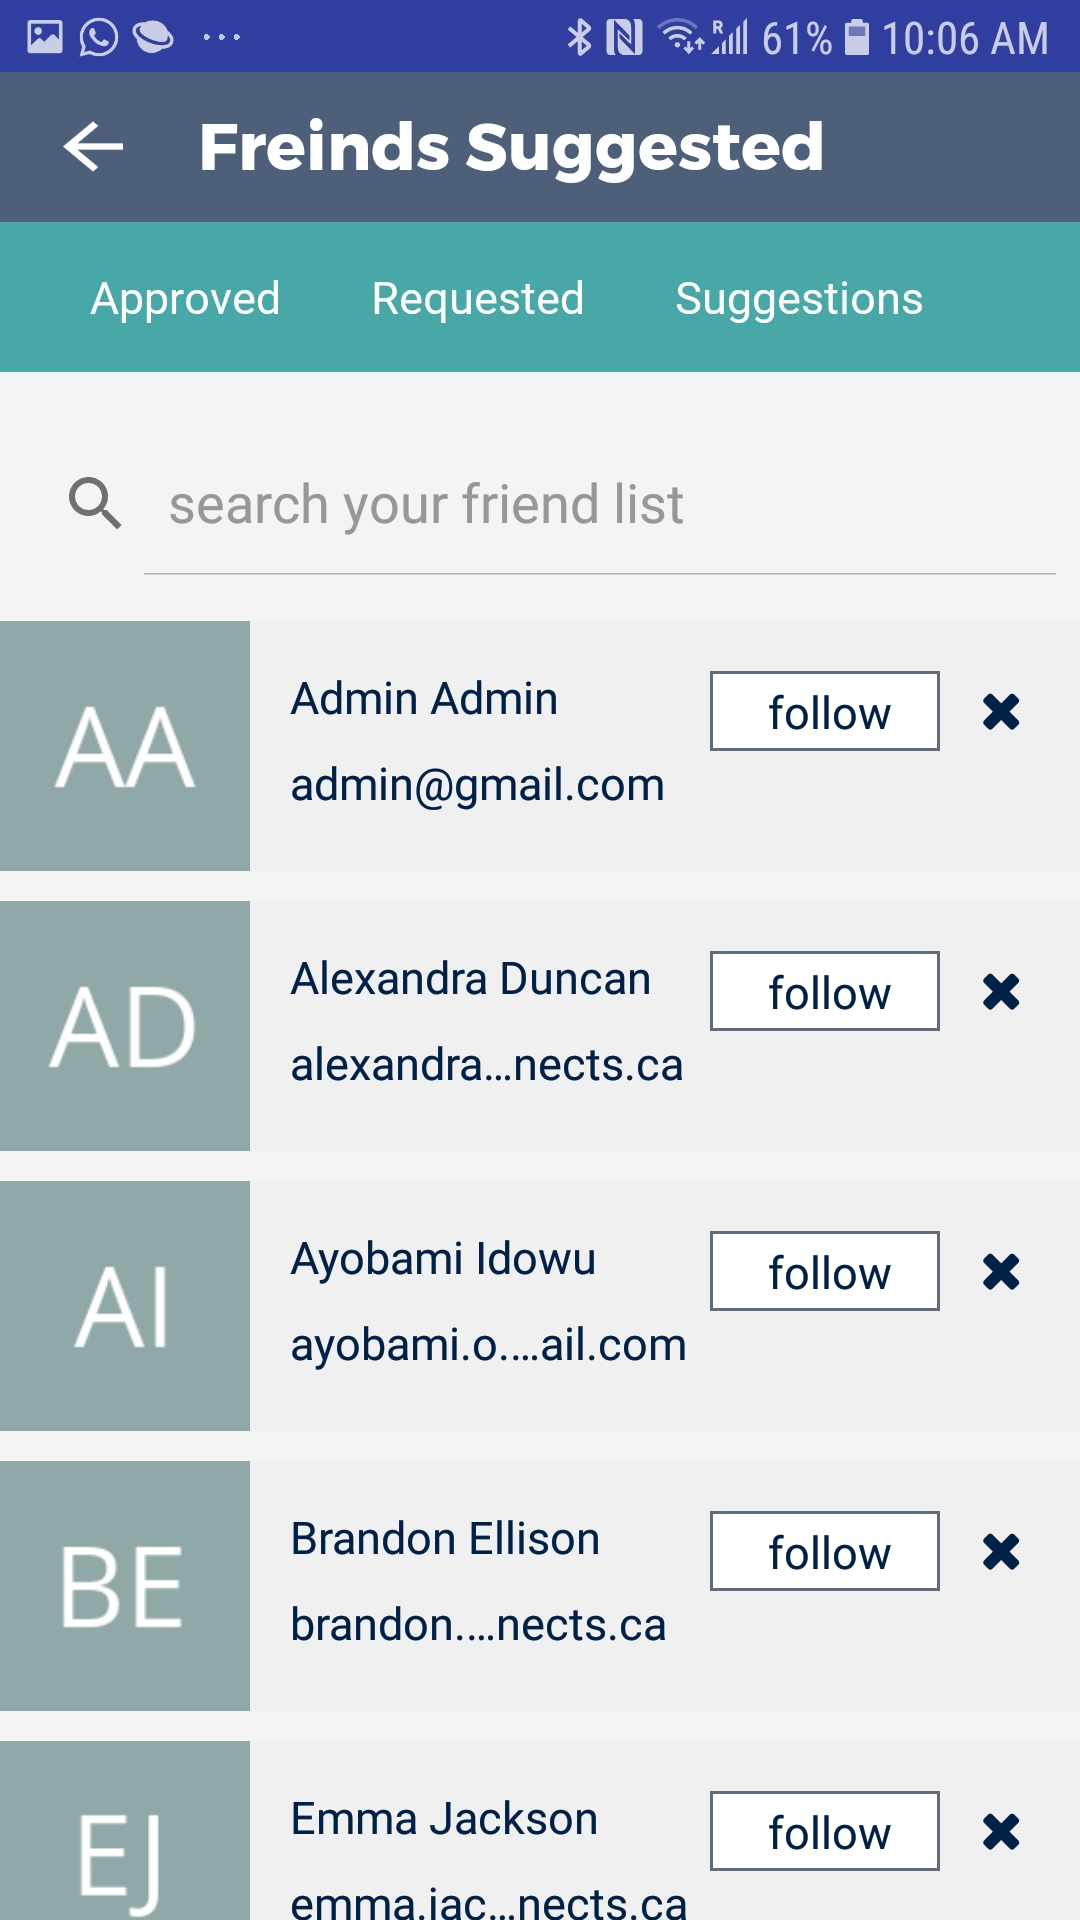 61% 10:06 AM
Freinds Suggested
Approved Requested Suggestions
search your friend list
AA
Admin Admin
follow
admin@gmail.com
AD
Alexandra Duncan
follow
alexandra...nects.ca
AI
Ayobami Idowu
follow
ayobami.o....ail.com
BE
Brandon Ellison
follow
brandon....nects.ca
EJ
Emma Jackson
follow
emma.jac...nects.ca